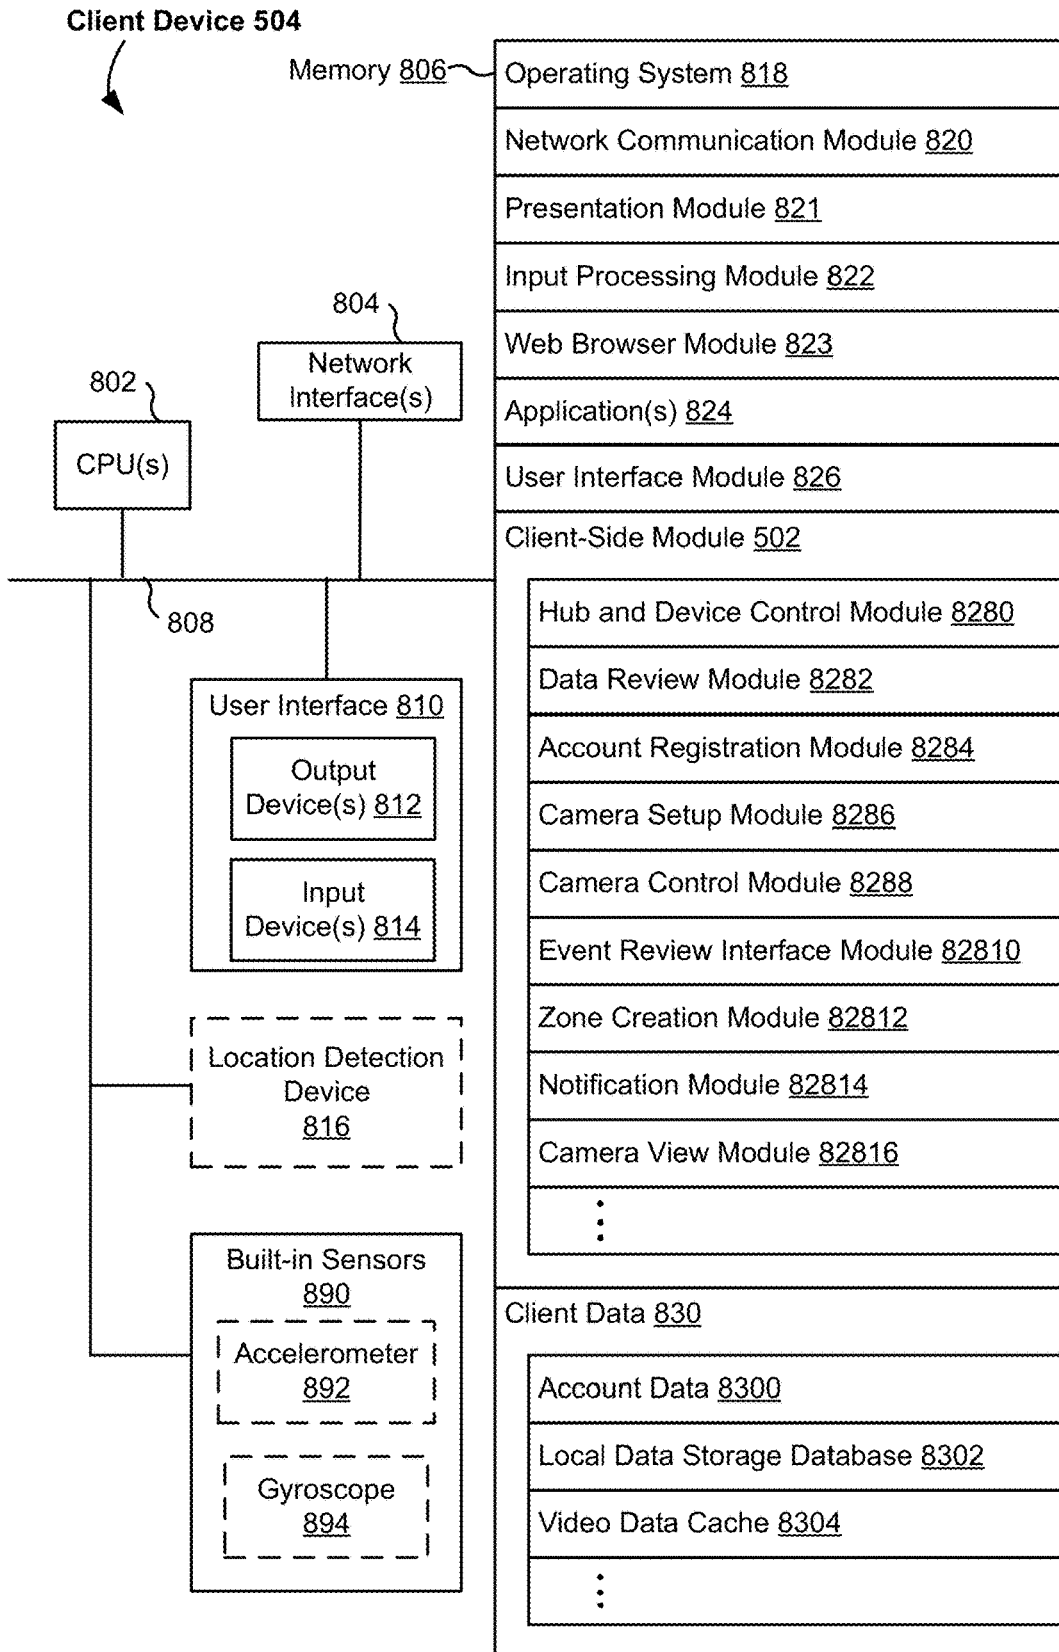 Client Device 504
Memory 806
Operating System 818
Network Communication Module 820
Presentation Module 821
Input Processing Module 822
Web Browser Module 823
Application(s) 824
User Interface Module 826
804
Network
Interface(s)
802
CPU(s)
808
User Interface 810
Output
Device(s) 812
Input
Device(s) 814
Location Detection
Device
816
Built-in Sensors
890
Accelerometer
892
Gyroscope
894
Client-Side Module 502
Hub and Device Control Module 8280
Data Review Module 8282
Account Registration Module 8284
Camera Setup Module 8286
Camera Control Module 8288
Event Review Interface Module 82810
Zone Creation Module 82812
Notification Module 82814
Camera View Module 82816
Client Data 830
Account Data 8300
Local Data Storage Database 8302
Video Data Cache 8304